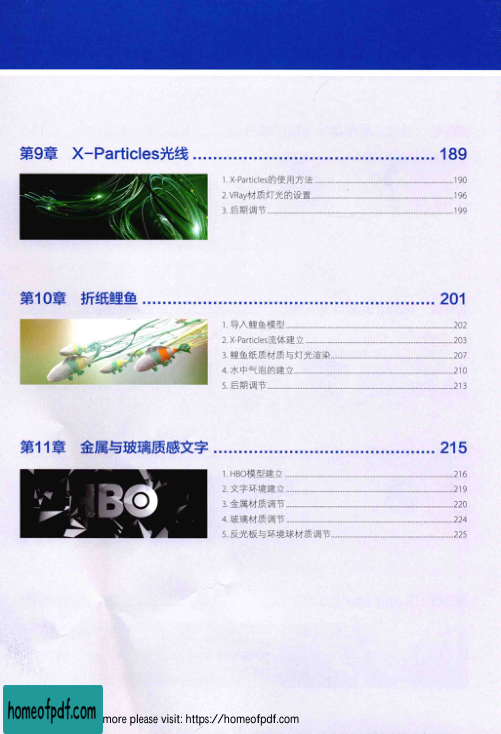 第9章 X-Particles光线 ........ 189
1. X-Particles的使用方法 ........ 190
2. VRay材质灯光的设置 ........ 196
3. 后期调节 ........ 199
第10章 折纸鲤鱼 ........ 201
1. 导入鲤鱼模型 ........ 202
2. X-Particles流体建立 ........ 203
3. 鲤鱼纸质材质与灯光渲染 ........ 207
4. 水中气泡的建立 ........ 210
5. 后期调节 ........ 213
第11章 金属与玻璃质感文字 ........ 215
HBO
1. HBO模型建立 ........ 216
2. 文字环境建立 ........ 219
3. 金属材质调节 ........ 220
4. 玻璃材质调节 ........ 224
5. 反光板与环境球材质调节 ........ 225
homeofpdf.com
more please visit: https://homeofpdf.com